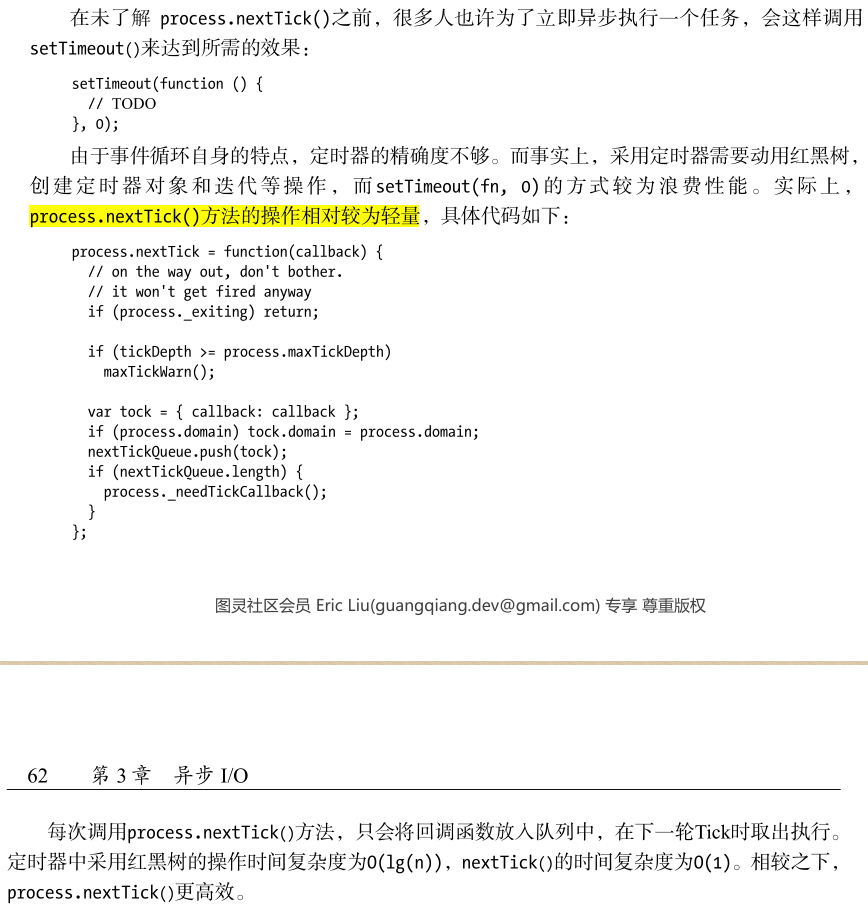 在未了解 process.nextTick()之前，很多人也许为了立即异步执行一个任务，会这样调用
setTimeout()来达到所需的效果：
setTimeout(function () {
// TODO
}, 0);
由于事件循环自身的特点，定时器的精确度不够。而事实上，采用定时器需要动用红黑树，
创建定时器对象和迭代等操作，而setTimeout(fn, 0)的方式较为浪费性能。实际上，
process.nextTick()方法的操作相对较为轻量，具体代码如下：
process.nextTick = function(callback) {
// on the way out, don't bother.
// it won't get fired anyway
if (process._exiting) return;
if (tickDepth >= process.maxTickDepth)
maxTickWarn();
var tock = { callback: callback };
if (process.domain) tock.domain = process.domain;
nextTickQueue.push(tock);
if (nextTickQueue.length) {
process._needTickCallback();
}
};
图灵社区会员 Eric Liu(guangqiang.dev@gmail.com) 专享 尊重版权
62 第 3 章 异步 I/O
每次调用process.nextTick()方法，只会将回调函数放入队列中，在下一轮Tick时取出执行。
定时器中采用红黑树的操作时间复杂度为O(lg(n))，nextTick()的时间复杂度为O(1)。相较之下，
process.nextTick()更高效。